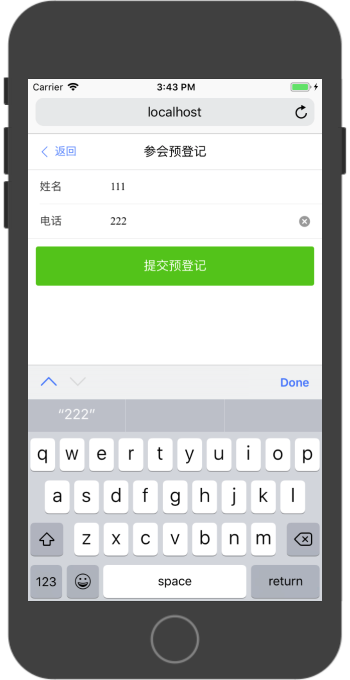 Carrier 3:43 PM
localhost
返回 参会预登记
姓名 111
电话 222
提交预登记
Done
“222”
q w e r t y u i o p
a s d f g h j k l
z x c v b n m
123 space return